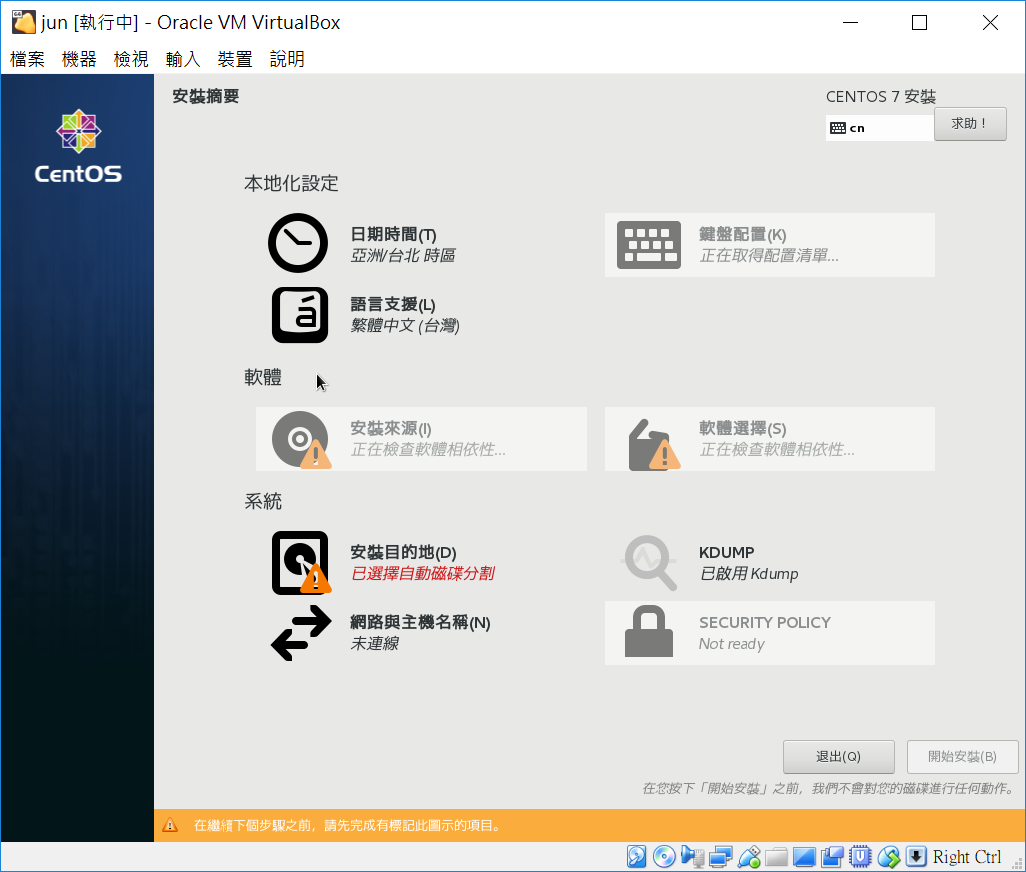 jun [執行中] - Oracle VM VirtualBox
檔案 機器 檢視 輸入 裝置 說明
CentOS
安裝摘要
CENTOS 7 安裝
cn
求助！
本地化設定
日期時間(T)
亞洲/台北 時區
鍵盤配置(K)
正在取得配置清單...
語言支援(L)
繁體中文 (台灣)
軟體
安裝來源(I)
正在檢查軟體相依性...
軟體選擇(S)
正在檢查軟體相依性...
系統
安裝目的地(D)
已選擇自動磁碟分割
KDUMP
已啟用 Kdump
網路與主機名稱(N)
未連線
SECURITY POLICY
Not ready
退出(Q)
開始安裝(B)
在您按下「開始安裝」之前，我們不會對您的磁碟進行任何動作。
在繼續下個步驟之前，請先完成有標記此圖示的項目。
Right Ctrl